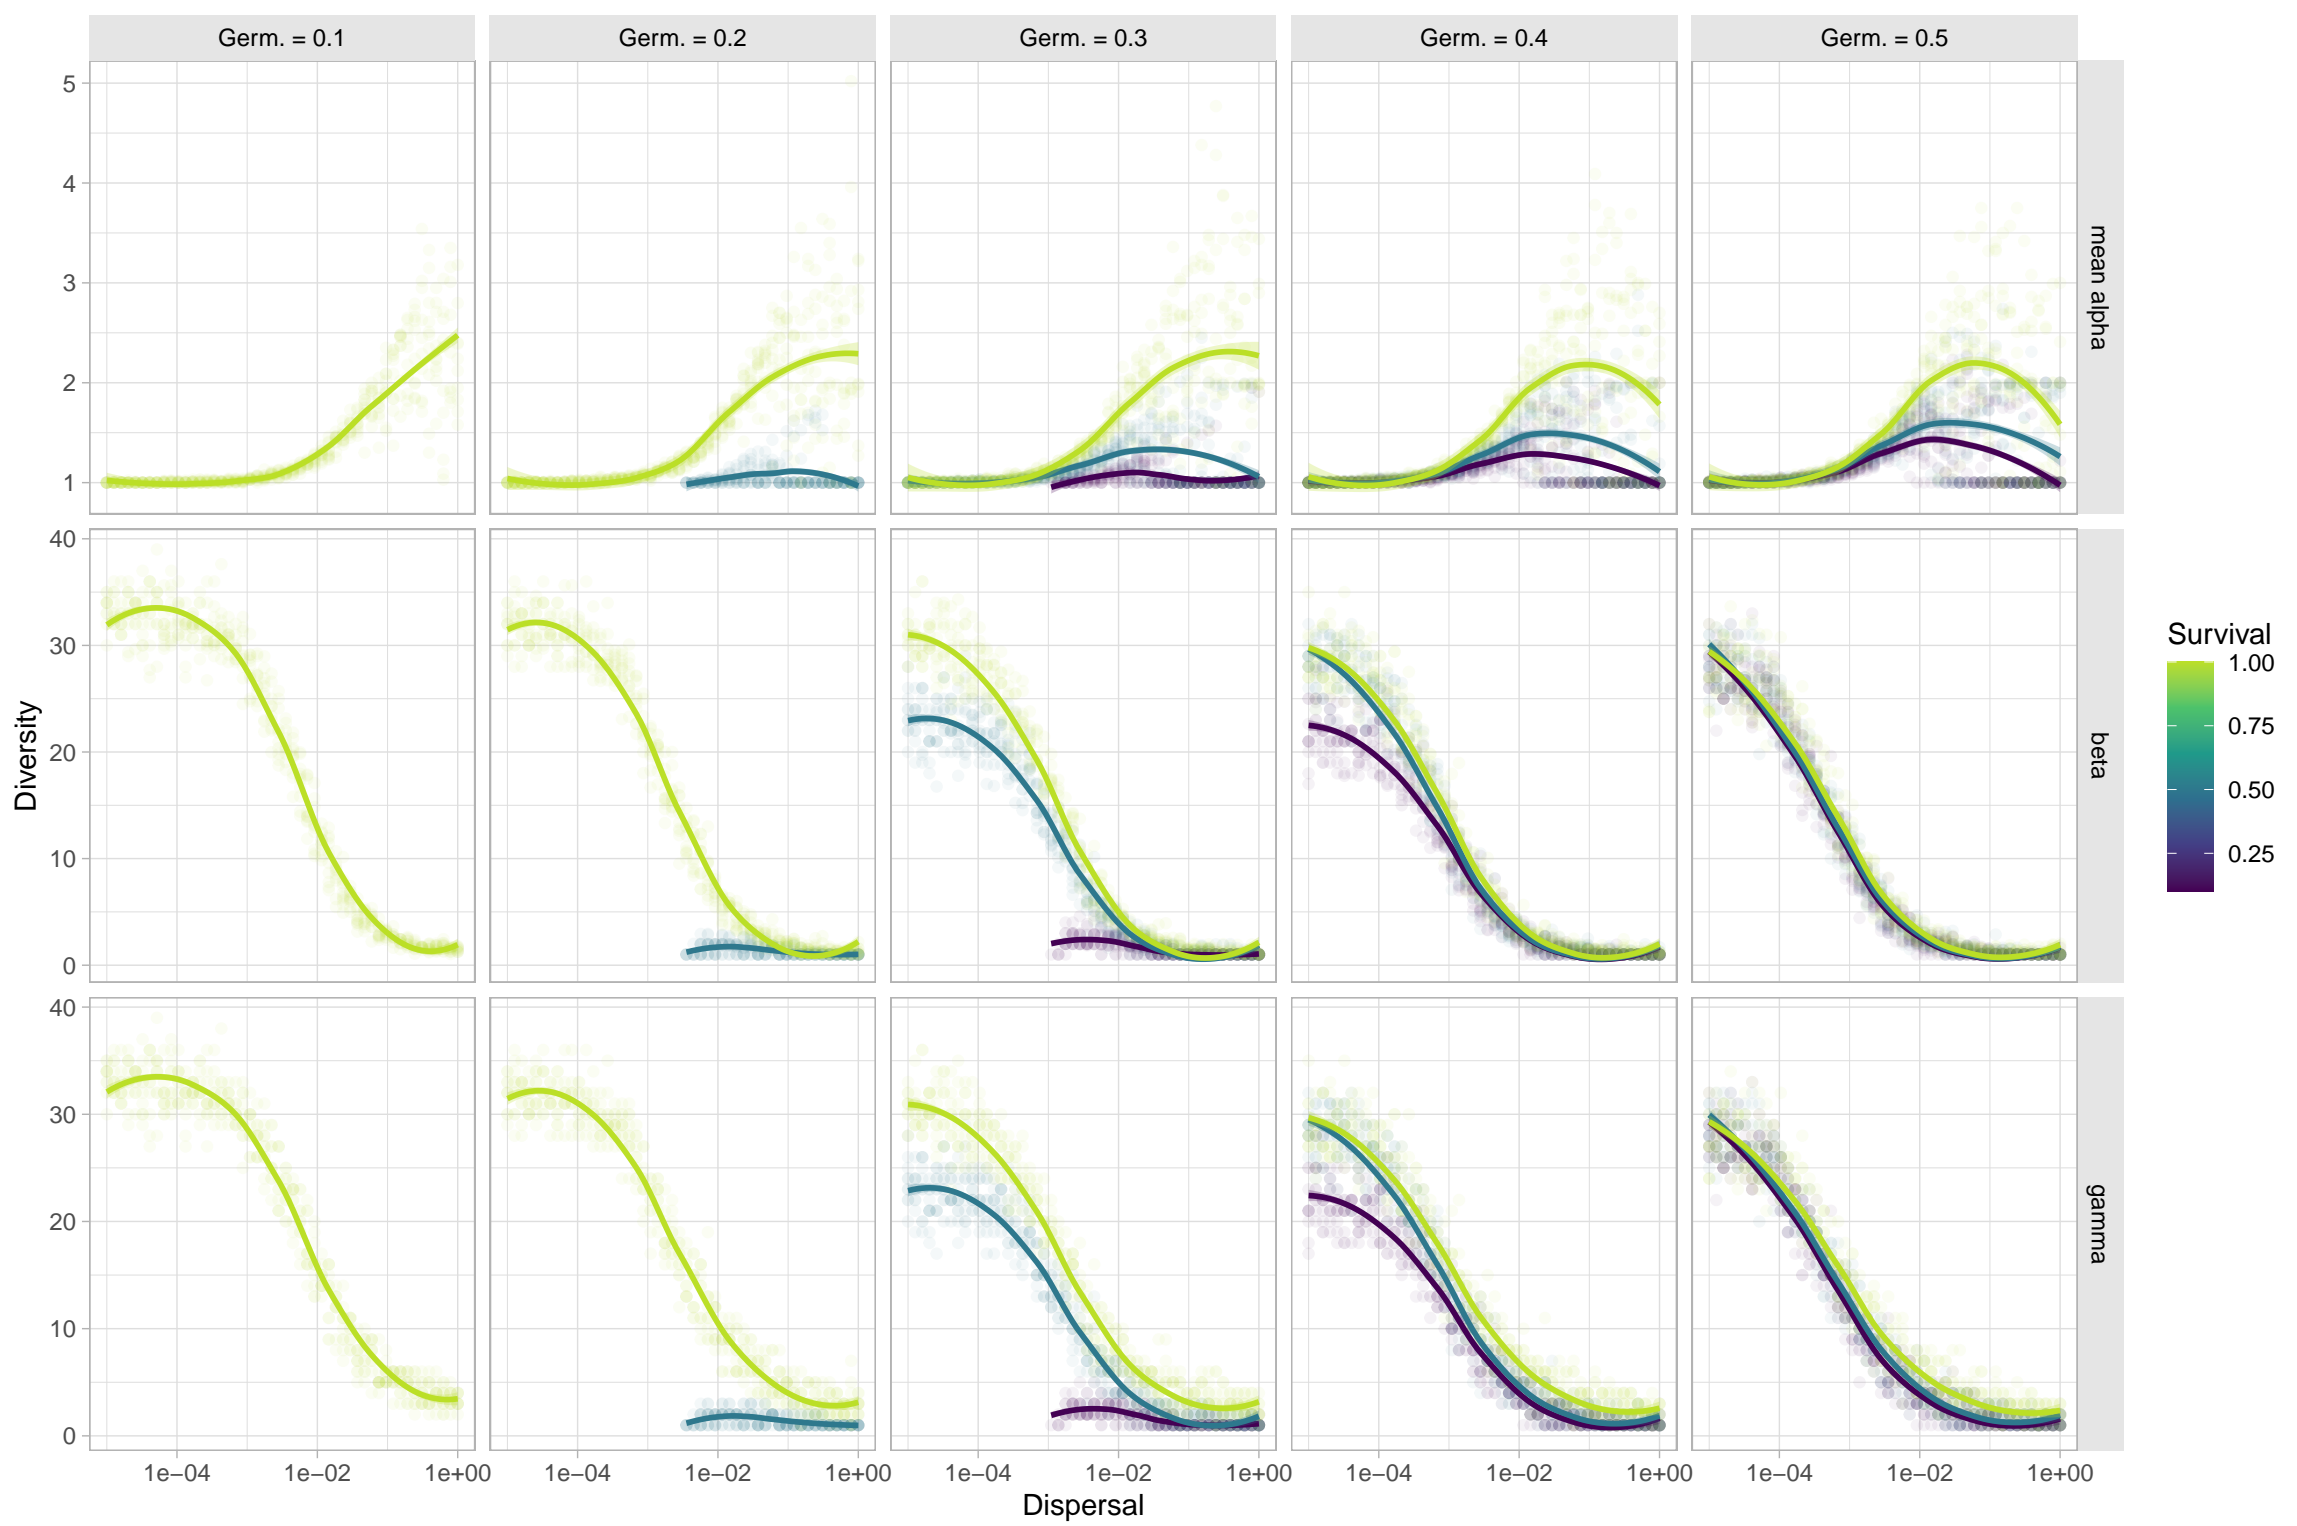 Germ. = 0.1 Germ. = 0.2 Germ. = 0.3 Germ. = 0.4 Germ. = 0.5
5
4
3
2
1
mean alpha
40
30
20
10
0
beta
40
30
20
10
0
gamma
Diversity
1e−04 1e−02 1e+00 1e−04 1e−02 1e+00 1e−04 1e−02 1e+00 1e−04 1e−02 1e+00 1e−04 1e−02 1e+00
Dispersal
Survival
1.00
0.75
0.50
0.25